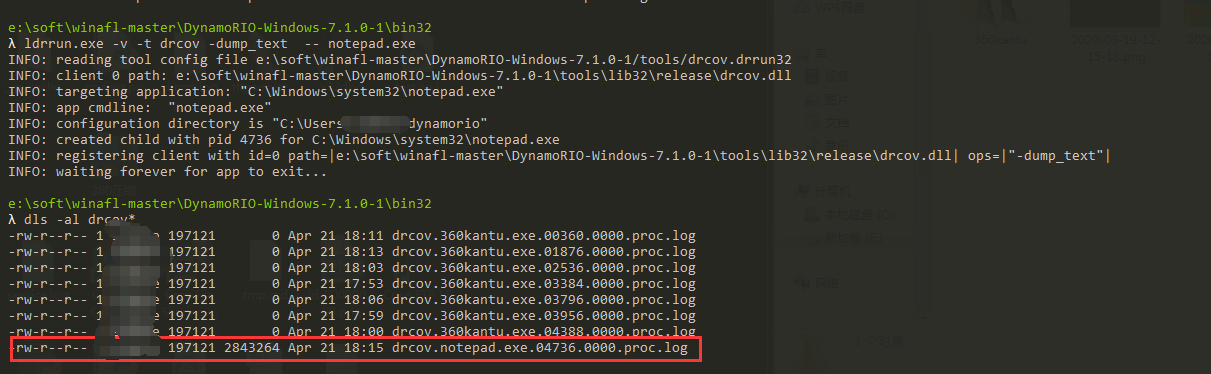 e:\soft\winafl-master\DynamoRIO-Windows-7.1.0-1\bin32
λ ldrrun.exe -v -t drcov -dump_text  -- notepad.exe
INFO: reading tool config file e:\soft\winafl-master\DynamoRIO-Windows-7.1.0-1/tools/drcov.drrun32
INFO: client 0 path: e:\soft\winafl-master\DynamoRIO-Windows-7.1.0-1\tools\lib32\release\drcov.dll
INFO: targeting application: "C:\Windows\system32\notepad.exe"
INFO: app cmdline:  "notepad.exe"
INFO: configuration directory is "C:\Users dynamorio"
INFO: created child with pid 4736 for C:\Windows\system32\notepad.exe
INFO: registering client with id=0 path=|e:\soft\winafl-master\DynamoRIO-Windows-7.1.0-1\tools\lib32\release\drcov.dll| ops=|"-dump_text"|
INFO: waiting forever for app to exit...
e:\soft\winafl-master\DynamoRIO-Windows-7.1.0-1\bin32
λ dls -al drcov*
-rw-r--r-- 1 e 197121       0 Apr 21 18:11 drcov.360kantu.exe.00360.0000.proc.log
-rw-r--r-- 1 197121       0 Apr 21 18:13 drcov.360kantu.exe.01876.0000.proc.log
-rw-r--r-- 1 197121       0 Apr 21 18:03 drcov.360kantu.exe.02536.0000.proc.log
-rw-r--r-- 1 197121       0 Apr 21 17:53 drcov.360kantu.exe.03384.0000.proc.log
-rw-r--r-- 1 e 197121       0 Apr 21 18:06 drcov.360kantu.exe.03796.0000.proc.log
-rw-r--r-- 1 197121       0 Apr 21 17:59 drcov.360kantu.exe.03956.0000.proc.log
-rw-r--r-- 1 e 197121       0 Apr 21 18:00 drcov.360kantu.exe.04388.0000.proc.log
-rw-r--r-- 197121 2843264 Apr 21 18:15 drcov.notepad.exe.04736.0000.proc.log